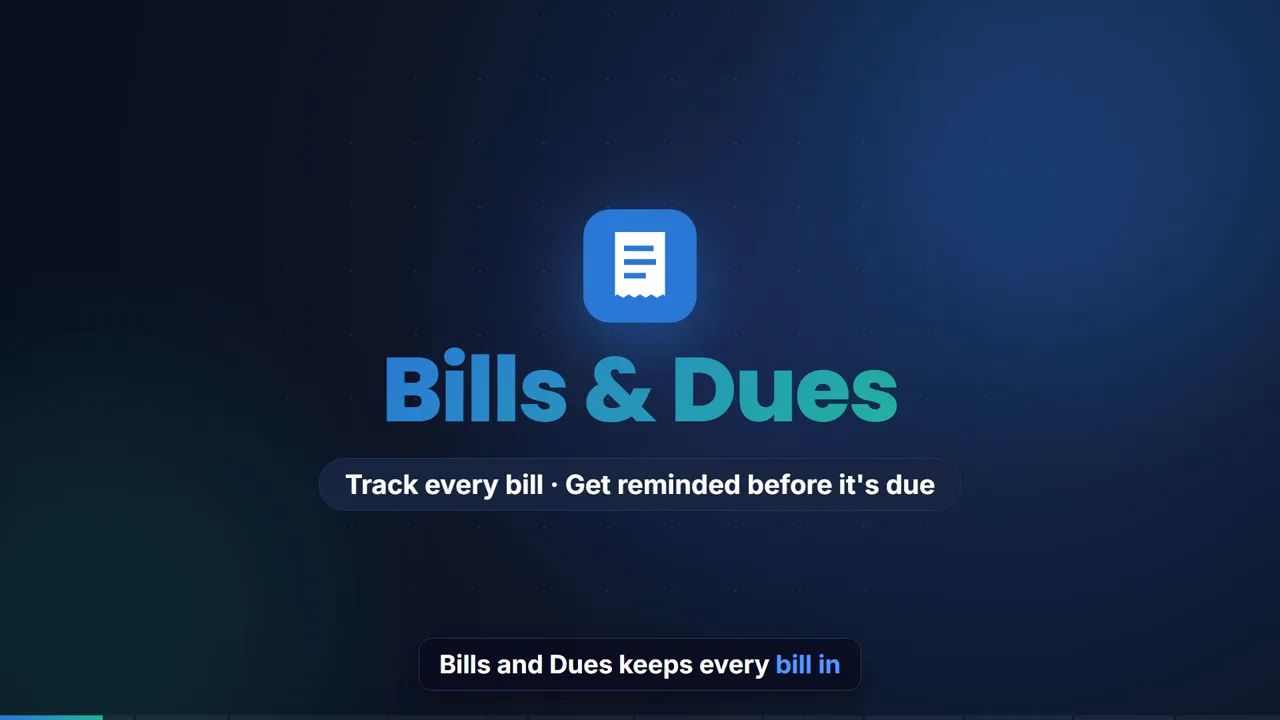 Bills & Dues
Track every bill · Get reminded before it's due
Bills and Dues keeps every bill in